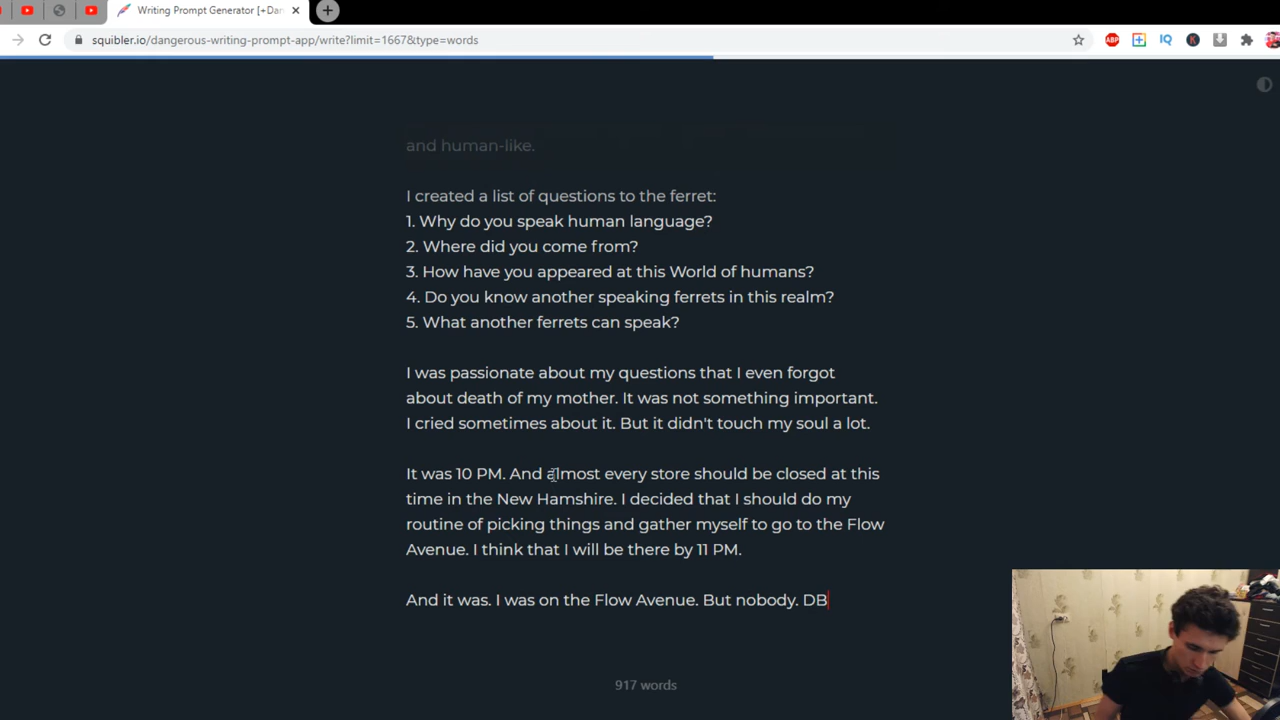 Writing Prompt Generator [+Dan
squibler.io/dangerous-writing-prompt-app/write?limit=1667&type=words
ABP
IQ
K
and human-like.
I created a list of questions to the ferret:
1. Why do you speak human language?
2. Where did you come from?
3. How have you appeared at this World of humans?
4. Do you know another speaking ferrets in this realm?
5. What another ferrets can speak?
I was passionate about my questions that I even forgot
about death of my mother. It was not something important.
I cried sometimes about it. But it didn't touch my soul a lot.
It was 10 PM. And almost every store should be closed at this
time in the New Hamshire. I decided that I should do my
routine of picking things and gather myself to go to the Flow
Avenue. I think that I will be there by 11 PM.
And it was. I was on the Flow Avenue. But nobody. DB
917 words